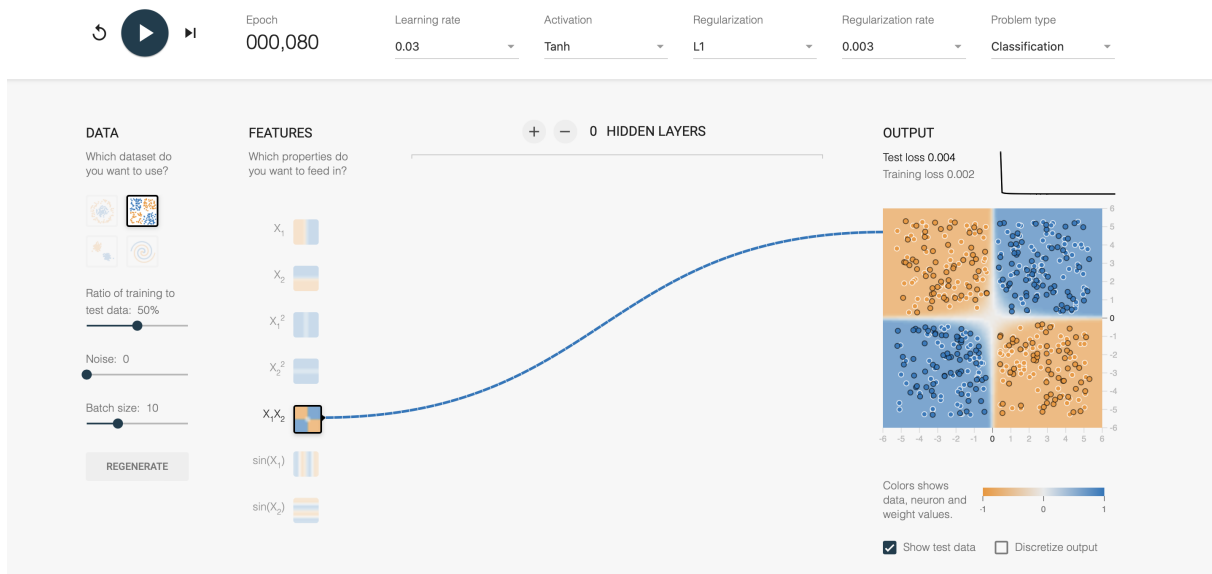 Epoch
000,080
Learning rate
0.03
Activation
Tanh
Regularization
L1
Regularization rate
0.003
Problem type
Classification
DATA
Which dataset do
you want to use?
Ratio of training to
test data: 50%
Noise: 0
Batch size: 10
REGENERATE
FEATURES
Which properties do
you want to feed in?
X₁
X₂
X₁²
X₂²
X₁X₂
sin(X₁)
sin(X₂)
+ − 0 HIDDEN LAYERS
OUTPUT
Test loss 0.004
Training loss 0.002
6
5
4
3
2
1
0
-1
-2
-3
-4
-5
-6
-6 -5 -4 -3 -2 -1 0 1 2 3 4 5 6
Colors shows
data, neuron and
weight values.
-1 0 1
Show test data
Discretize output